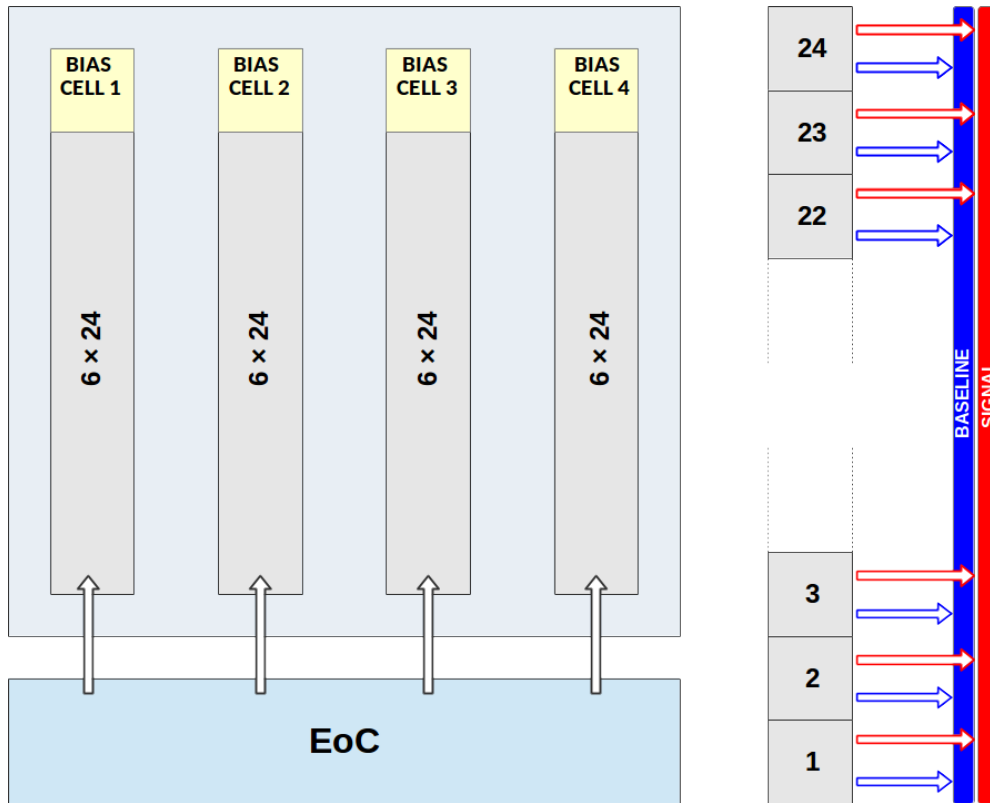 BIAS
CELL 1
BIAS
CELL 2
BIAS
CELL 3
BIAS
CELL 4
6 × 24
6 × 24
6 × 24
6 × 24
EoC
24
23
22
3
2
1
BASELINE
SIGNAL